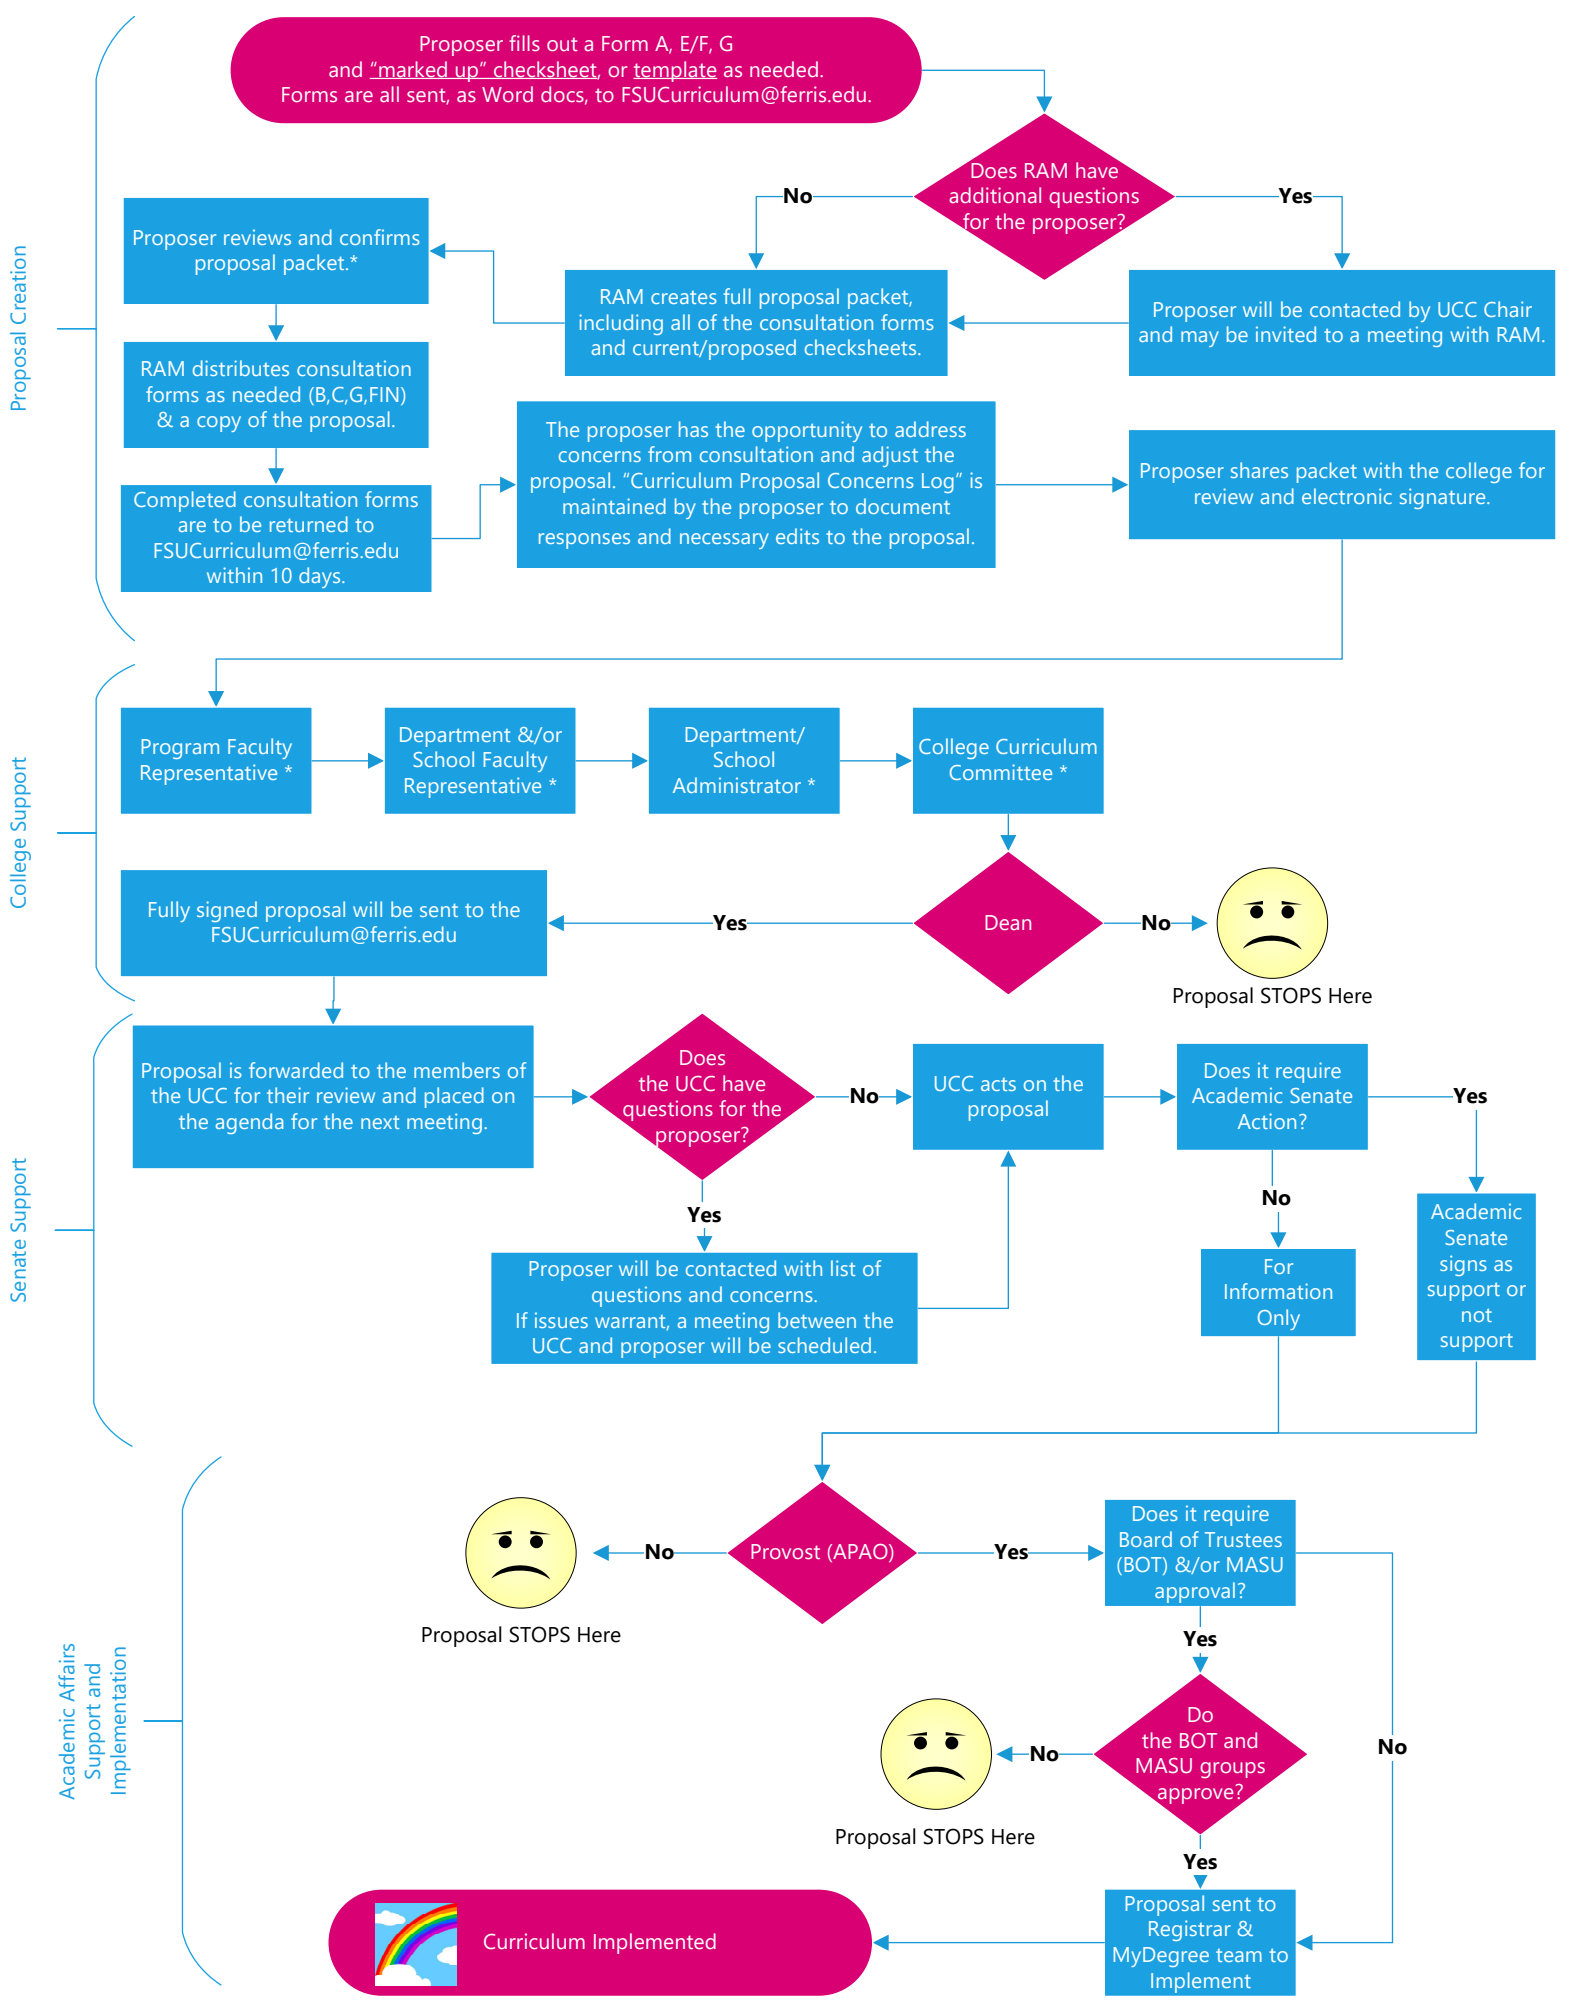 Proposer fills out a Form A, E/F, G
and “marked up” checksheet, or template as needed.
Forms are all sent, as Word docs, to FSUCurriculum@ferris.edu.
Does RAM have
additional questions
for the proposer?
No
Yes
Proposal Creation
Proposer reviews and confirms
proposal packet.*
RAM creates full proposal packet,
including all of the consultation forms
and current/proposed checksheets.
Proposer will be contacted by UCC Chair
and may be invited to a meeting with RAM.
RAM distributes consultation
forms as needed (B,C,G,FIN)
& a copy of the proposal.
Completed consultation forms
are to be returned to
FSUCurriculum@ferris.edu
within 10 days.
The proposer has the opportunity to address
concerns from consultation and adjust the
proposal. “Curriculum Proposal Concerns Log” is
maintained by the proposer to document
responses and necessary edits to the proposal.
Proposer shares packet with the college for
review and electronic signature.
College Support
Program Faculty
Representative *
Department &/or
School Faculty
Representative *
Department/
School
Administrator *
College Curriculum
Committee *
Fully signed proposal will be sent to the
FSUCurriculum@ferris.edu
Yes
Dean
No
Proposal STOPS Here
Senate Support
Proposal is forwarded to the members of
the UCC for their review and placed on
the agenda for the next meeting.
Does
the UCC have
questions for the
proposer?
No
UCC acts on the
proposal
Does it require
Academic Senate
Action?
Yes
Yes
No
Proposer will be contacted with list of
questions and concerns.
If issues warrant, a meeting between the
UCC and proposer will be scheduled.
For
Information
Only
Academic
Senate
signs as
support or
not
support
Academic Affairs
Support and
Implementation
Proposal STOPS Here
No
Provost (APAO)
Yes
Does it require
Board of Trustees
(BOT) &/or MASU
approval?
Yes
No
Do
the BOT and
MASU groups
approve?
No
Proposal STOPS Here
Yes
Proposal sent to
Registrar &
MyDegree team to
Implement
Curriculum Implemented